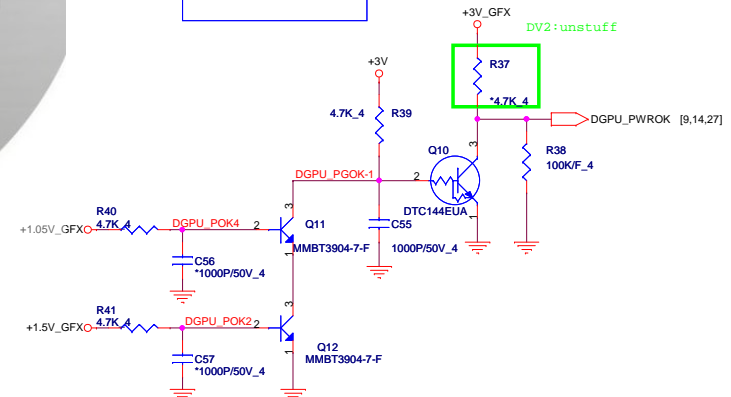 +3V_GFX
DV2:unstuff
R37
*4.7K_4
+3V
4.7K_4
R39
DGPU_PWROK [9,14,27]
Q10
3
R38
100K/F_4
DGPU_PGOK-1
2
DTC144EUA
1
R40
4.7K_4
+1.05V_GFX
DGPU_POK4
2
3
Q11
MMBT3904-7-F
1
C55
1000P/50V_4
C56
*1000P/50V_4
R41
4.7K_4
+1.5V_GFX
DGPU_POK2
2
3
Q12
MMBT3904-7-F
1
C57
*1000P/50V_4